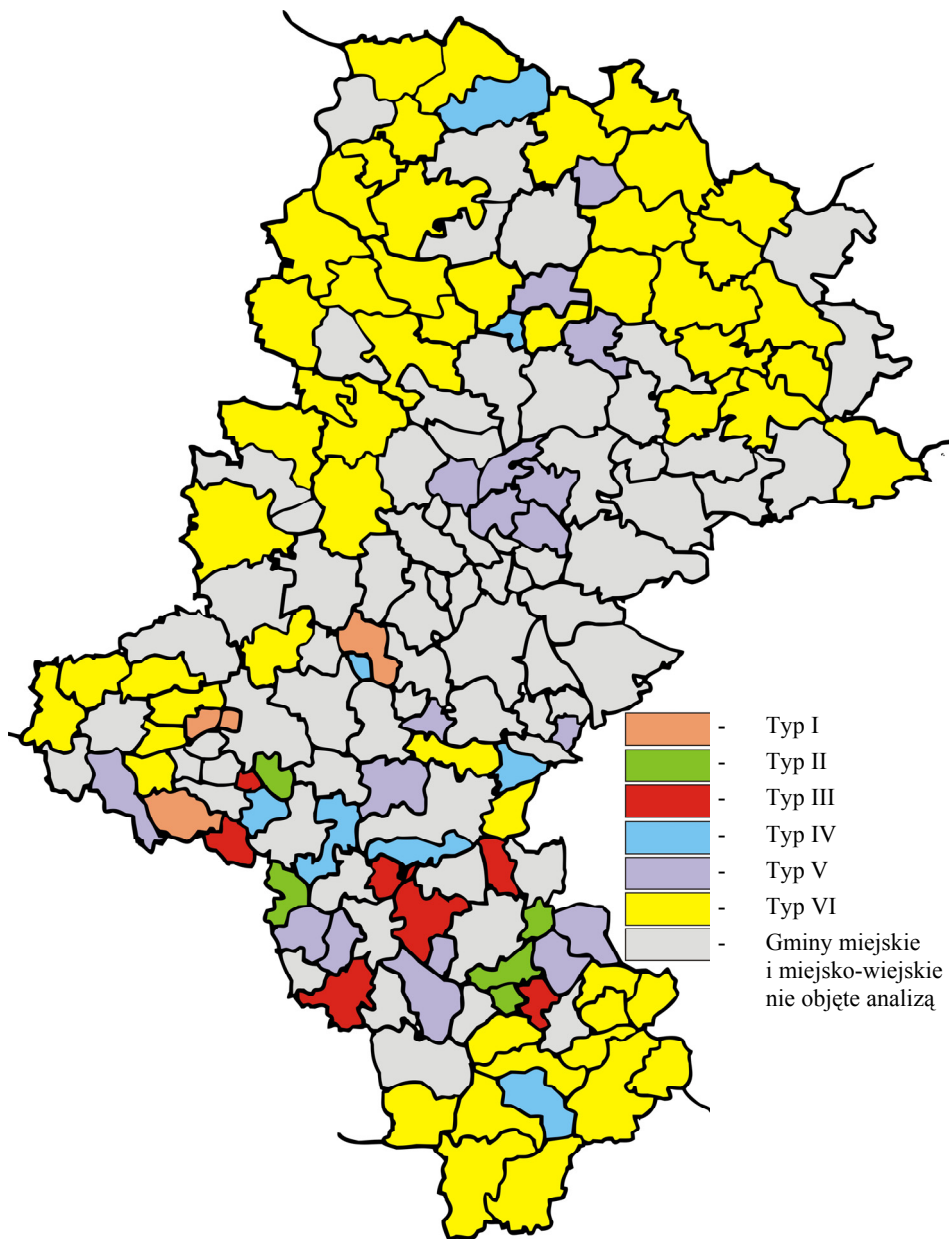 - Typ I
- Typ II
- Typ III
- Typ IV
- Typ V
- Typ VI
- Gminy miejskie
i miejsko-wiejskie
nie objęte analizą